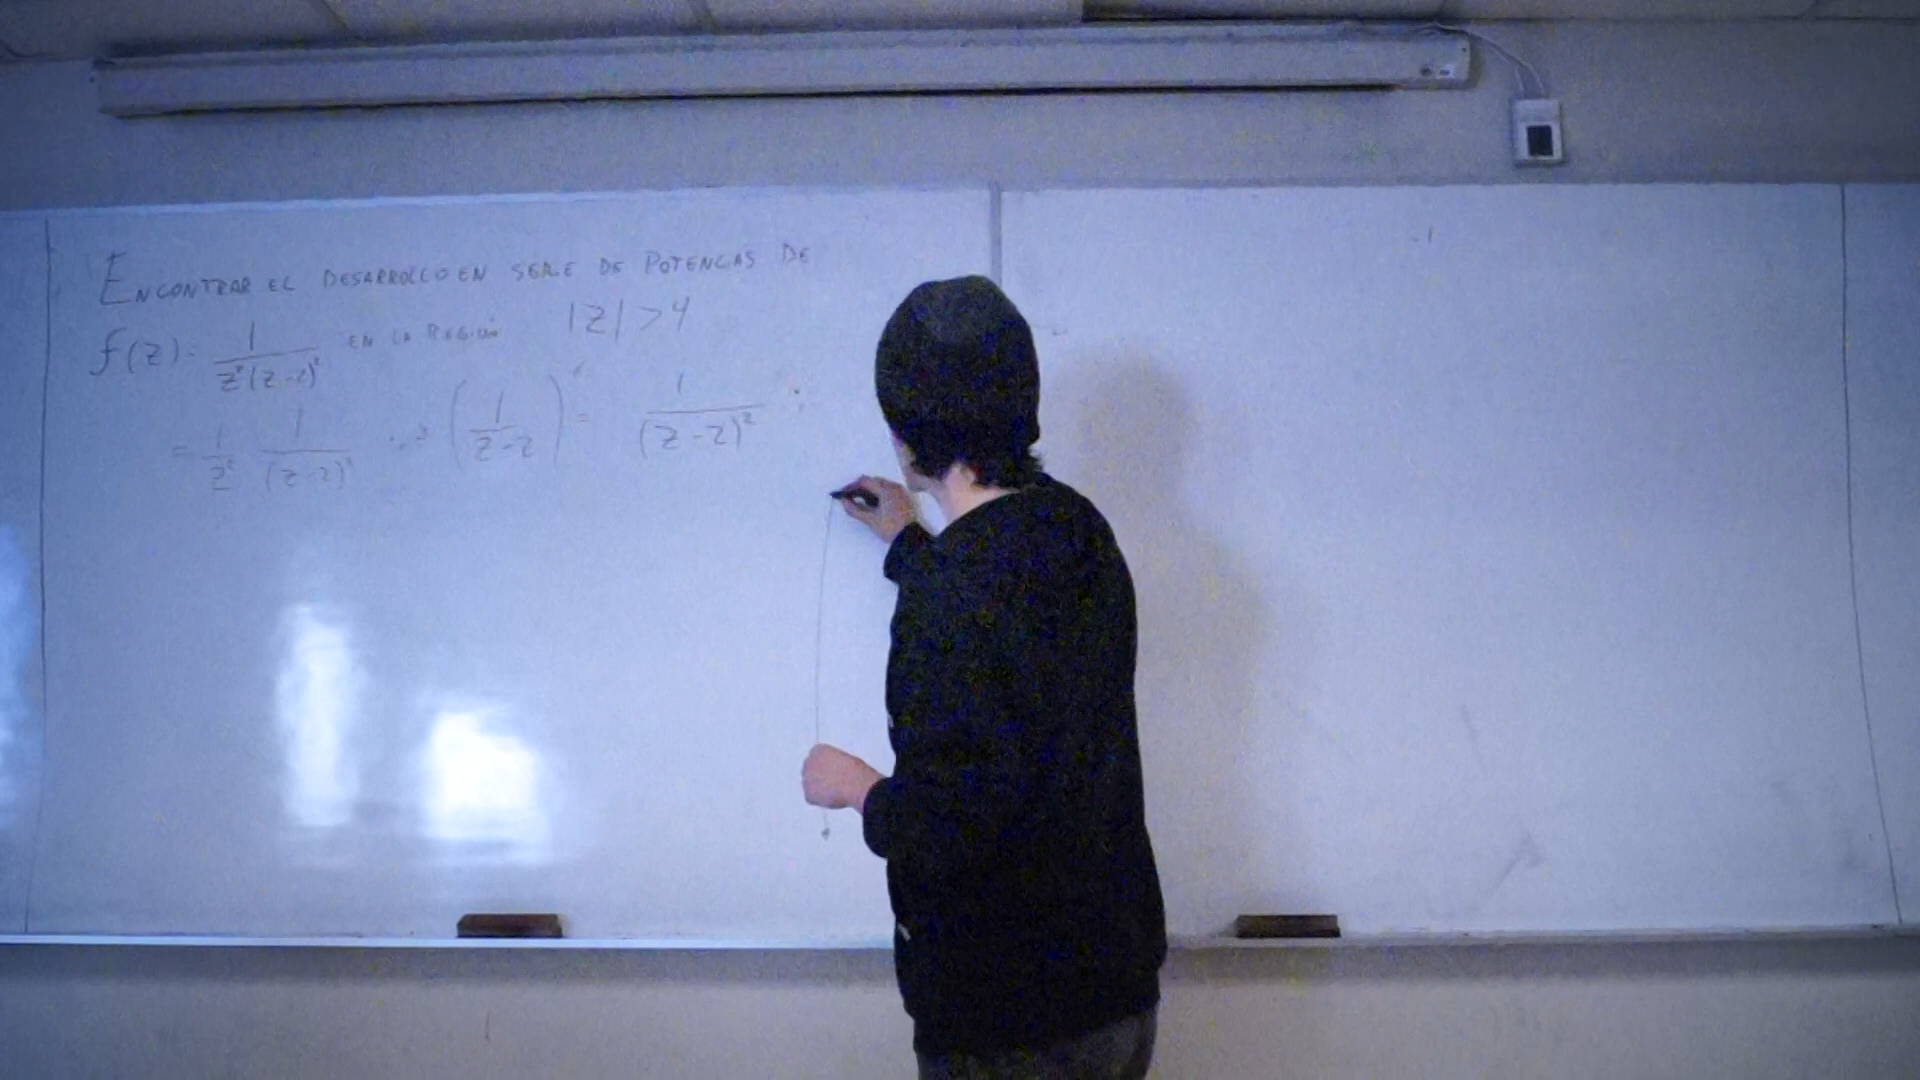 ENCONTRAR EL DESARROLLO EN SERIE DE POTENCAS DE
f(z) = 1 / z²(z-2)² EN LA REGIÓN |z| > 4
= 1/z² 1/(z-2)² (1/(z-2))' = 1/(z-2)²